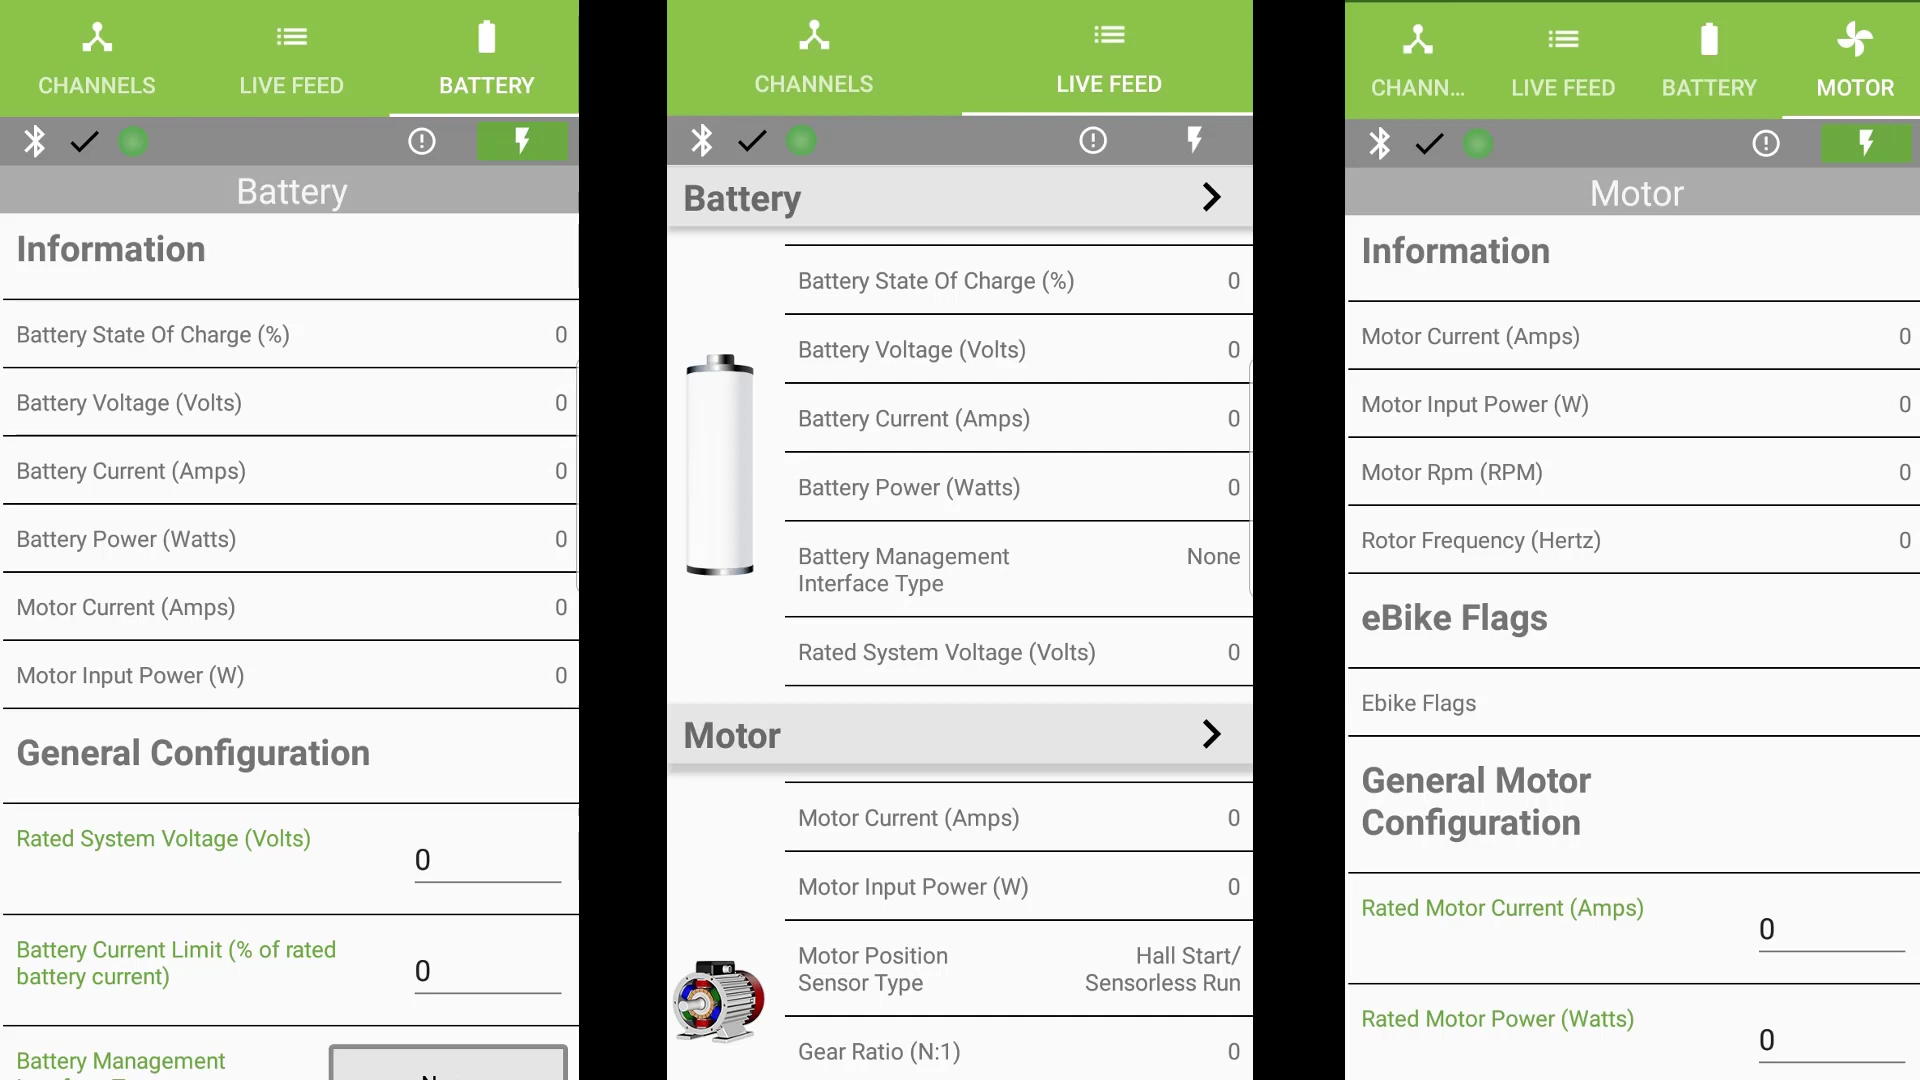 CHANNELS
LIVE FEED
BATTERY
Battery
Information
Battery State Of Charge (%) 0
Battery Voltage (Volts) 0
Battery Current (Amps) 0
Battery Power (Watts) 0
Motor Current (Amps) 0
Motor Input Power (W) 0
General Configuration
Rated System Voltage (Volts)
0
Battery Current Limit (% of rated
battery current)
0
Battery Management
CHANNELS
LIVE FEED
Battery
Battery State Of Charge (%) 0
Battery Voltage (Volts) 0
Battery Current (Amps) 0
Battery Power (Watts) 0
Battery Management None
Interface Type
Rated System Voltage (Volts) 0
Motor
Motor Current (Amps) 0
Motor Input Power (W) 0
Motor Position Hall Start/
Sensor Type Sensorless Run
Gear Ratio (N:1) 0
CHANN...
LIVE FEED
BATTERY
MOTOR
Motor
Information
Motor Current (Amps) 0
Motor Input Power (W) 0
Motor Rpm (RPM) 0
Rotor Frequency (Hertz) 0
eBike Flags
Ebike Flags
General Motor
Configuration
Rated Motor Current (Amps)
0
Rated Motor Power (Watts)
0